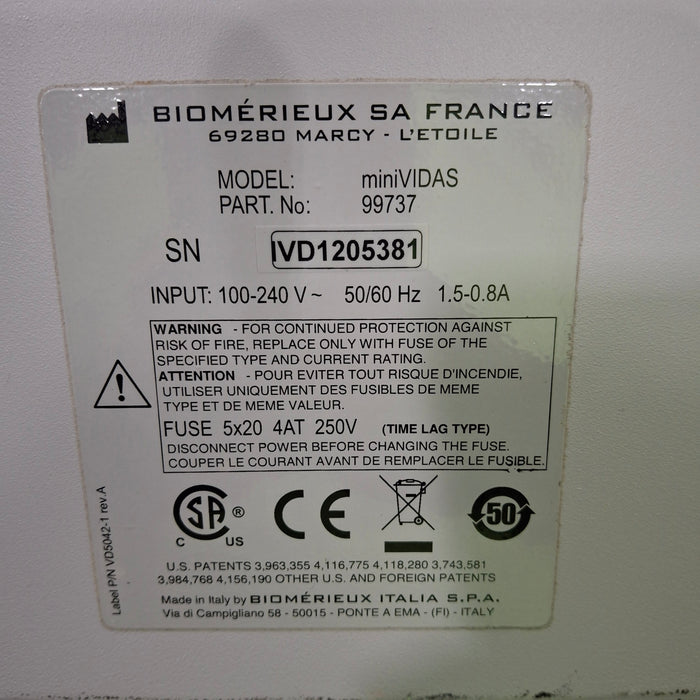 BIOMÉRIEUX SA FRANCE
69280 MARCY - L'ETOILE
MODEL: miniVIDAS
PART. No: 99737
SN IVD1205381
INPUT: 100-240 V ~ 50/60 Hz 1.5-0.8A
WARNING - FOR CONTINUED PROTECTION AGAINST
RISK OF FIRE, REPLACE ONLY WITH FUSE OF THE
SPECIFIED TYPE AND CURRENT RATING.
ATTENTION - POUR EVITER TOUT RISQUE D'INCENDIE,
UTILISER UNIQUEMENT DES FUSIBLES DE MEME
TYPE ET DE MEME VALEUR.
FUSE 5x20 4AT 250V (TIME LAG TYPE)
DISCONNECT POWER BEFORE CHANGING THE FUSE.
COUPER LE COURANT AVANT DE REMPLACER LE FUSIBLE.
CSA ® C US CE 50
U.S. PATENTS 3,963,355 4,116,775 4,118,280 3,743,581
3,984,768 4,156,190 OTHER U.S. AND FOREIGN PATENTS
Made in Italy by BIOMÉRIEUX ITALIA S.P.A.
Via di Campigliano 58 - 50015 - PONTE A EMA - (FI) - ITALY
Label P/N VD5042-1 rev.A